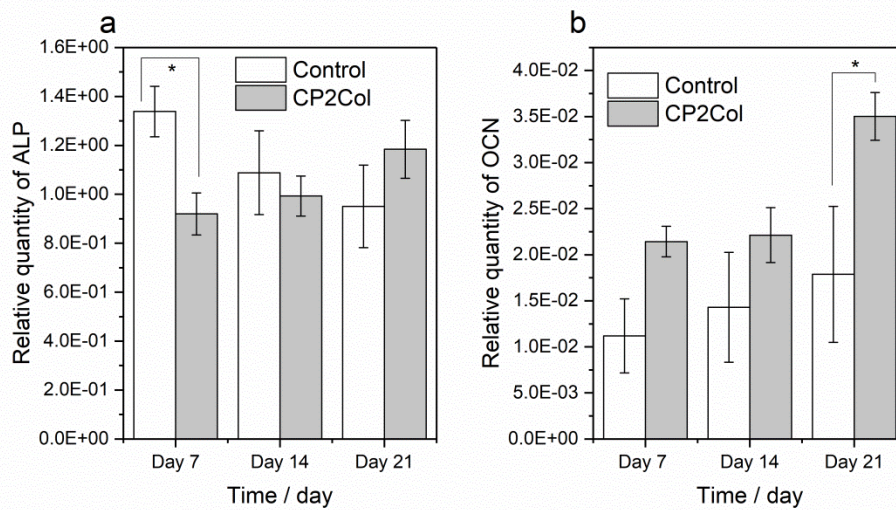 a
Relative quantity of ALP
1.6E+00
1.4E+00
1.2E+00
1.0E+00
8.0E-01
6.0E-01
4.0E-01
2.0E-01
0.0E+00
*
Control
CP2Col
Day 7
Day 14
Day 21
Time / day
b
Relative quantity of OCN
4.0E-02
3.5E-02
3.0E-02
2.5E-02
2.0E-02
1.5E-02
1.0E-02
5.0E-03
0.0E+00
Control
CP2Col
*
Day 7
Day 14
Day 21
Time / day